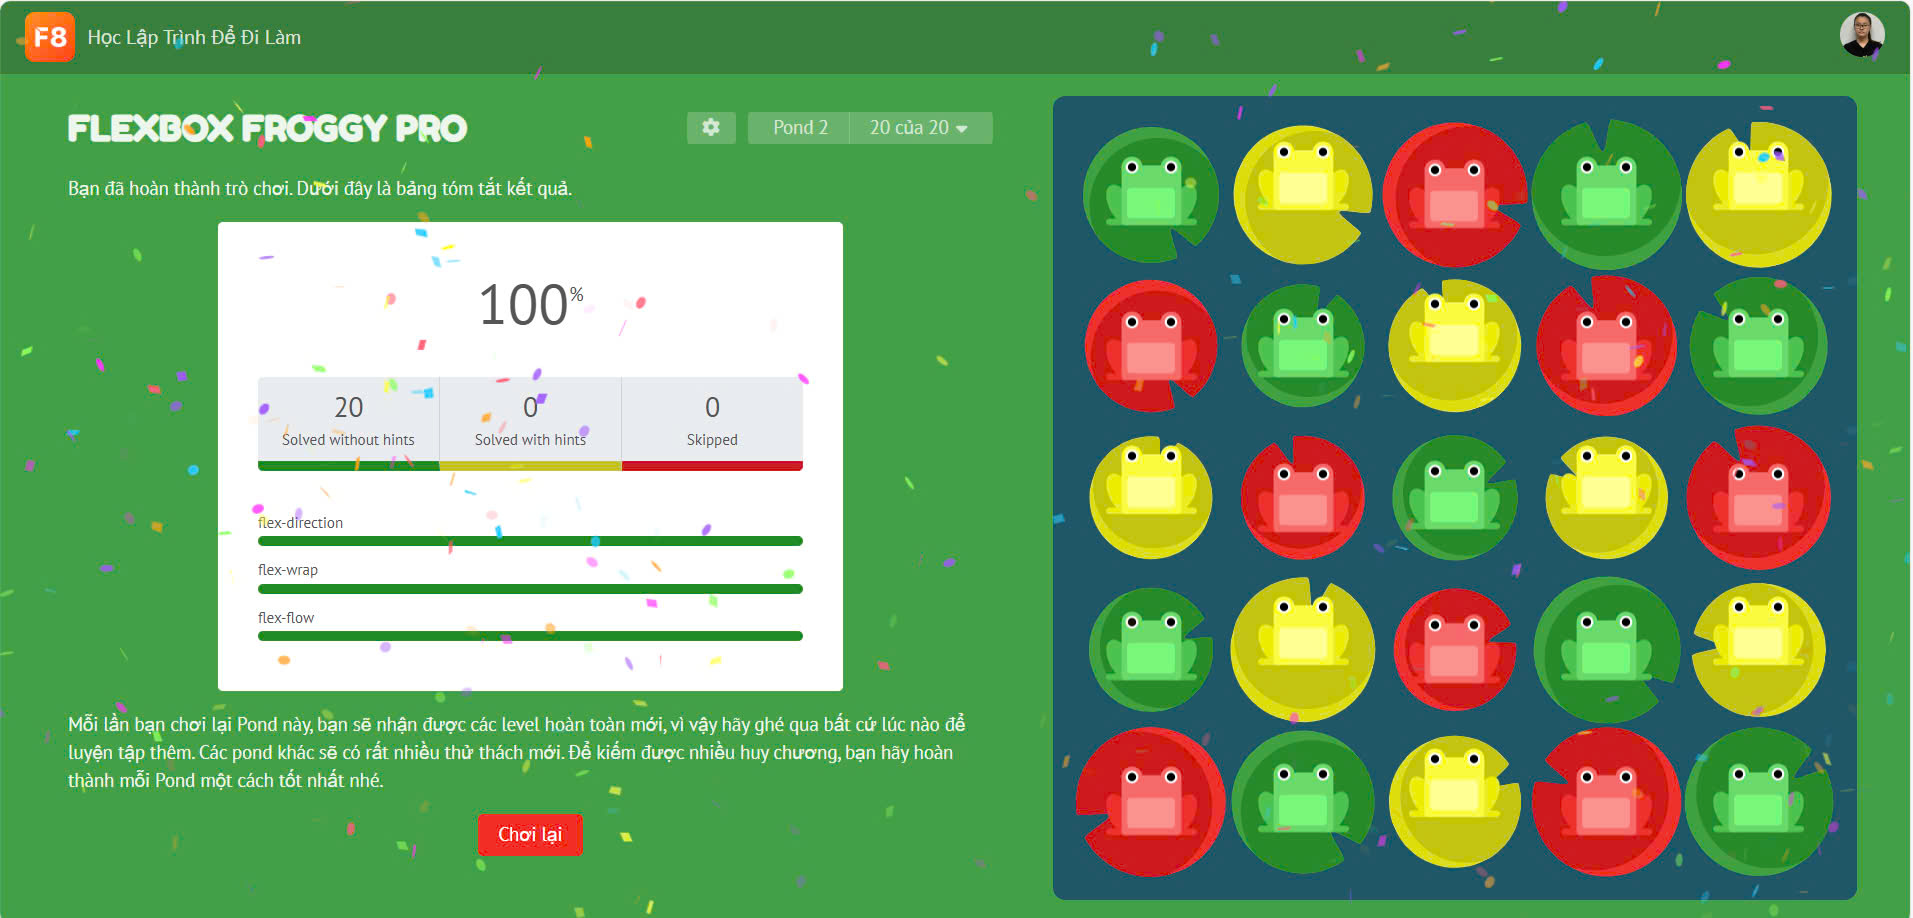 F8 Học Lập Trình Để Đi Làm
FLEXBOX FROGGY PRO
Pond 2 20 của 20
Bạn đã hoàn thành trò chơi. Dưới đây là bảng tóm tắt kết quả.
100%
20 0 0
Solved without hints Solved with hints Skipped
flex-direction
flex-wrap
flex-flow
Mỗi lần bạn chơi lại Pond này, bạn sẽ nhận được các level hoàn toàn mới, vì vậy hãy ghé qua bất cứ lúc nào để
luyện tập thêm. Các pond khác sẽ có rất nhiều thử thách mới. Để kiếm được nhiều huy chương, bạn hãy hoàn
thành mỗi Pond một cách tốt nhất nhé.
Chơi lại